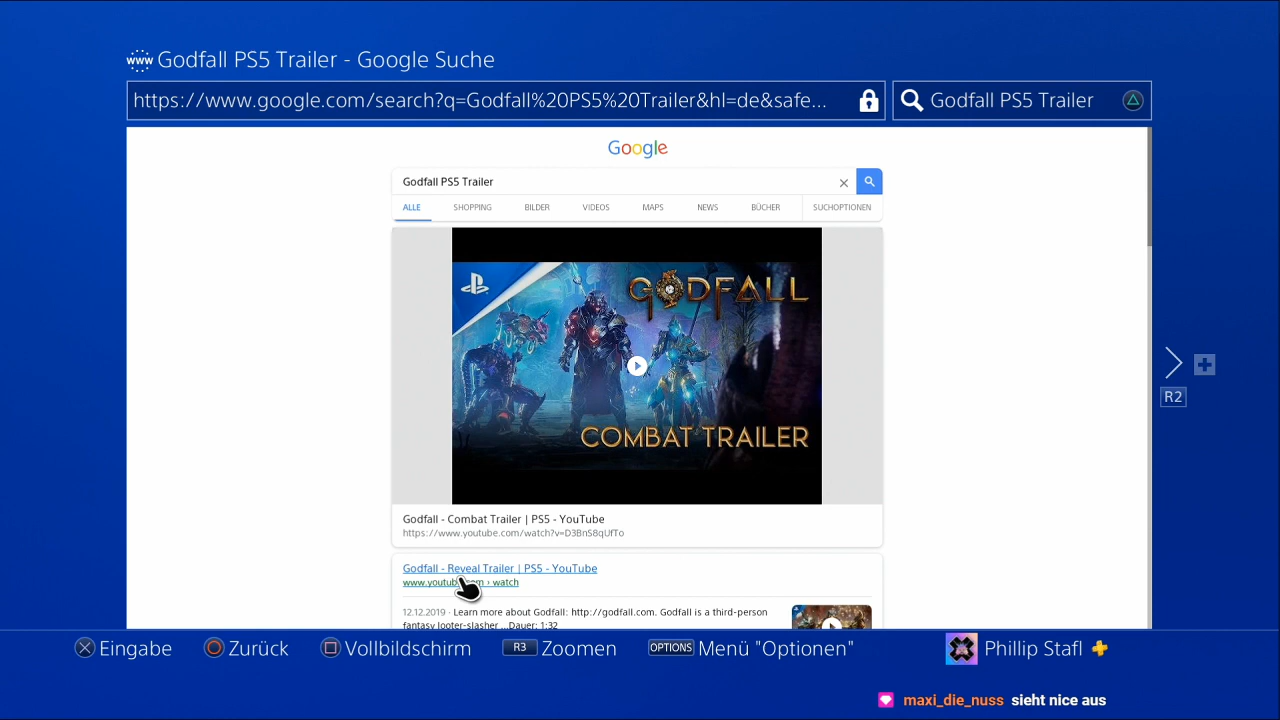 www Godfall PS5 Trailer - Google Suche
https://www.google.com/search?q=Godfall%20PS5%20Trailer&hl=de&safe...
Godfall PS5 Trailer
Google
Godfall PS5 Trailer
ALLE SHOPPING BILDER VIDEOS MAPS NEWS BÜCHER SUCHOPTIONEN
GODFALL
COMBAT TRAILER
Godfall - Combat Trailer | PS5 - YouTube
https://www.youtube.com/watch?v=D3BnS8qUfTo
Godfall - Reveal Trailer | PS5 - YouTube
www.youtube.com › watch
12.12.2019 · Learn more about Godfall: http://godfall.com. Godfall is a third-person
fantasy looter-slasher ...Dauer: 1:32
R2
Eingabe Zurück Vollbildschirm R3 Zoomen OPTIONS Menü "Optionen" Phillip Stafl
maxi_die_nuss sieht nice aus